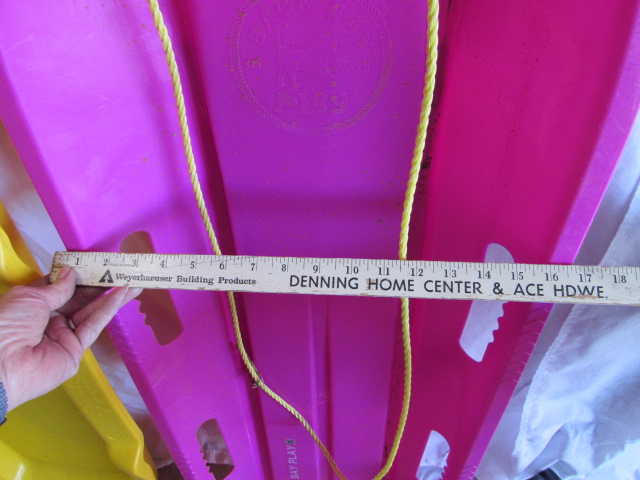 1 2 3 4 5 6 7 8 9 10 11 12 13 14 15 16 17 18
Weyerhaeuser Building Products
DENNING HOME CENTER & ACE HDWE.
BAY PLAY